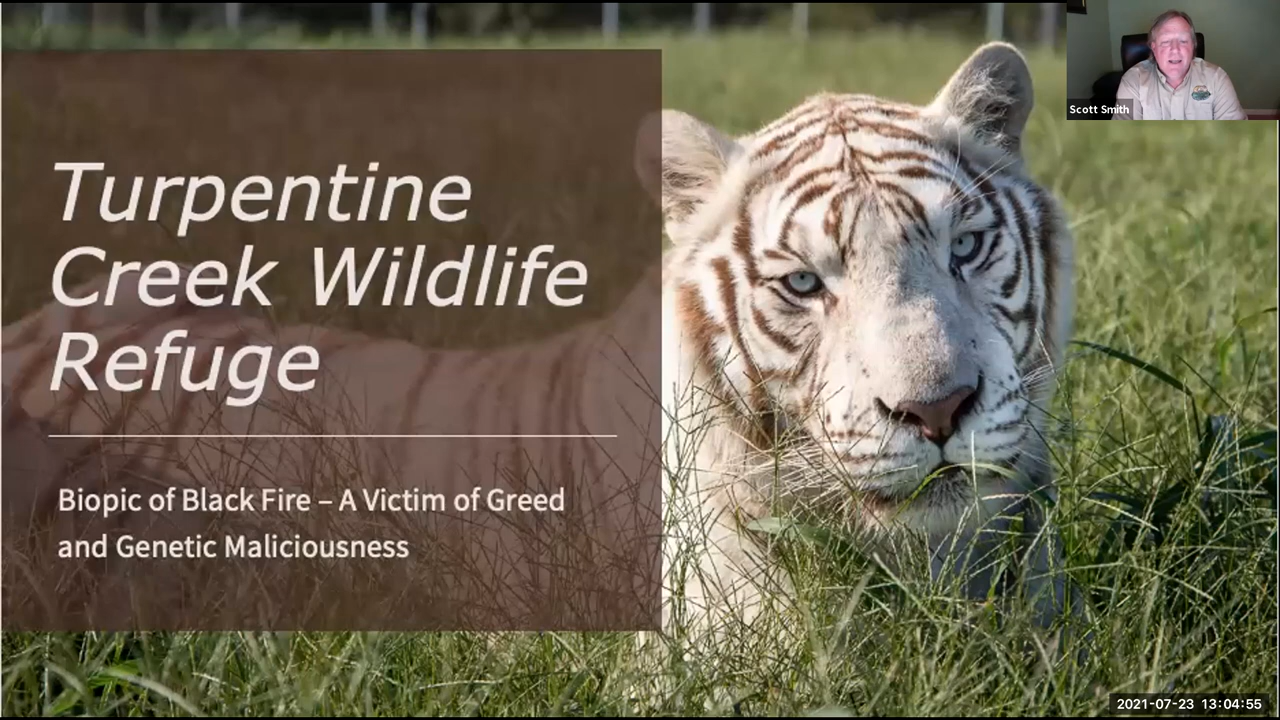 Turpentine
Creek Wildlife
Refuge
Biopic of Black Fire – A Victim of Greed
and Genetic Maliciousness
Scott Smith
2021-07-23 13:04:55